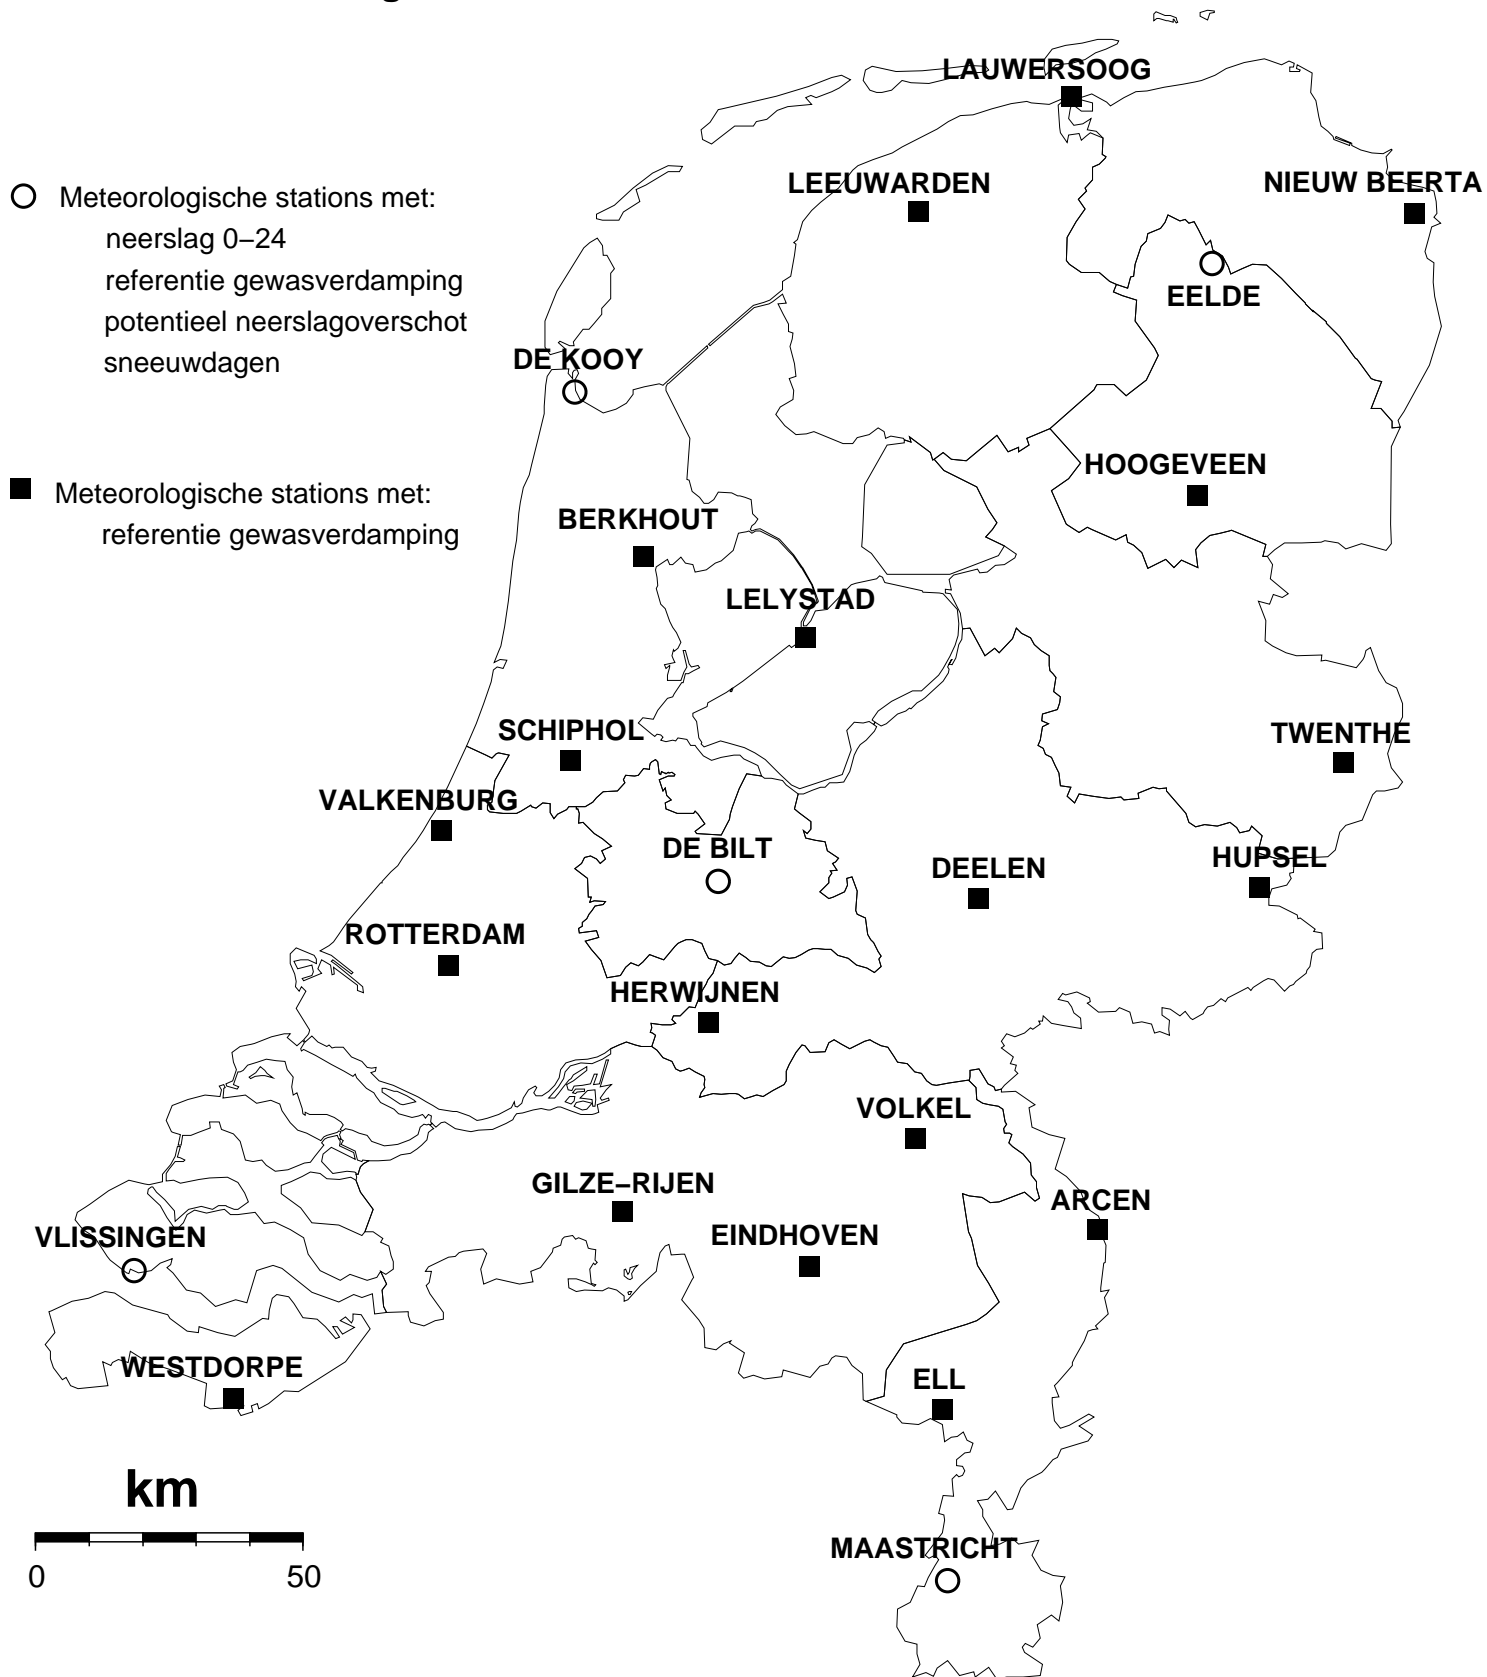 LAUWERSOOG
LEEUWARDEN
NIEUW BEERTA
Meteorologische stations met:
neerslag 0–24
referentie gewasverdamping
potentieel neerslagoverschot
sneeuwdagen
EELDE
DE KOOY
HOOGEVEEN
Meteorologische stations met:
referentie gewasverdamping
BERKHOUT
LELYSTAD
SCHIPHOL
TWENTHE
VALKENBURG
DE BILT
HUPSEL
DEELEN
ROTTERDAM
HERWIJNEN
VOLKEL
GILZE–RIJEN
ARCEN
VLISSINGEN
EINDHOVEN
WESTDORPE
ELL
km
MAASTRICHT
0 50